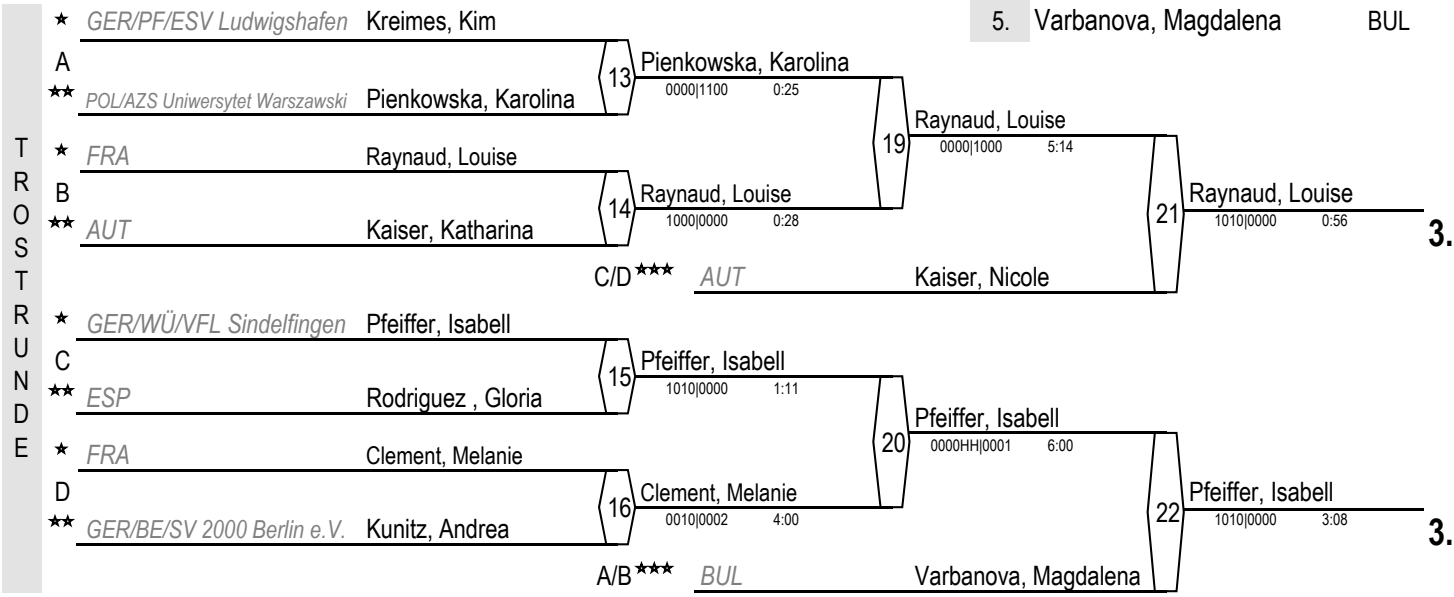 ★ GER/PF/ESV Ludwigshafen Kreimes, Kim
5. Varbanova, Magdalena BUL
A
13 Pienkowska, Karolina
★★ POL/AZS Uniwersytet Warszawski Pienkowska, Karolina
0000|1100 0:25
TROSTRUNDE
19 Raynaud, Louise
0000|1000 5:14
★ FRA Raynaud, Louise
B
14 Raynaud, Louise
1000|0000 0:28
★★ AUT Kaiser, Katharina
21 Raynaud, Louise
1010|0000 0:56
3.
C/D ★★★ AUT Kaiser, Nicole
★ GER/WÜ/VFL Sindelfingen Pfeiffer, Isabell
C
15 Pfeiffer, Isabell
1010|0000 1:11
★★ ESP Rodriguez , Gloria
20 Pfeiffer, Isabell
0000HH|0001 6:00
★ FRA Clement, Melanie
D
16 Clement, Melanie
0010|0002 4:00
★★ GER/BE/SV 2000 Berlin e.V. Kunitz, Andrea
22 Pfeiffer, Isabell
1010|0000 3:08
3.
A/B ★★★ BUL Varbanova, Magdalena